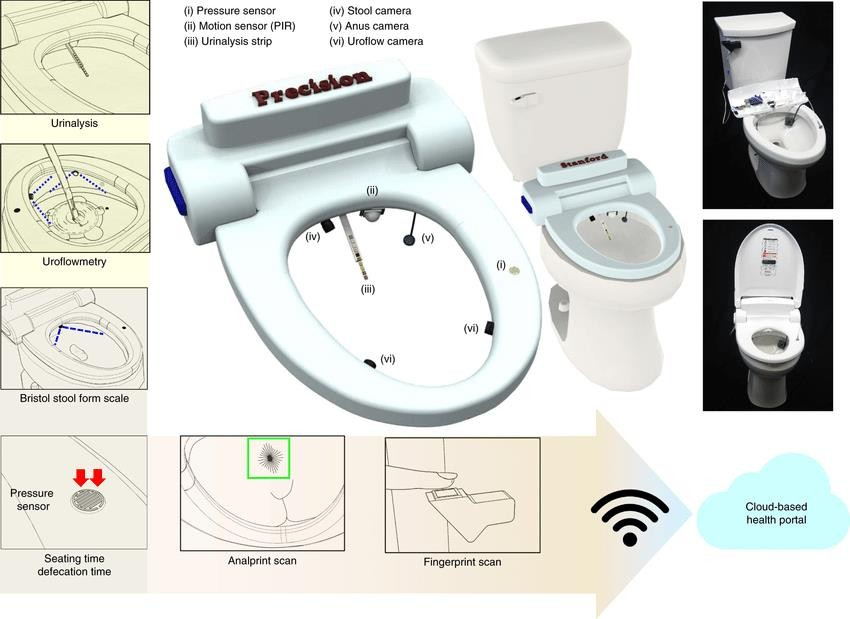 (i) Pressure sensor
(ii) Motion sensor (PIR)
(iii) Urinalysis strip
(iv) Stool camera
(v) Anus camera
(vi) Uroflow camera
Urinalysis
Uroflowmetry
Bristol stool form scale
Precision
(ii)
(iv)
(v)
(iii)
(i)
(vi)
(vi)
Stanford
Pressure
sensor
Seating time
defecation time
Analprint scan
Fingerprint scan
Cloud-based
health portal